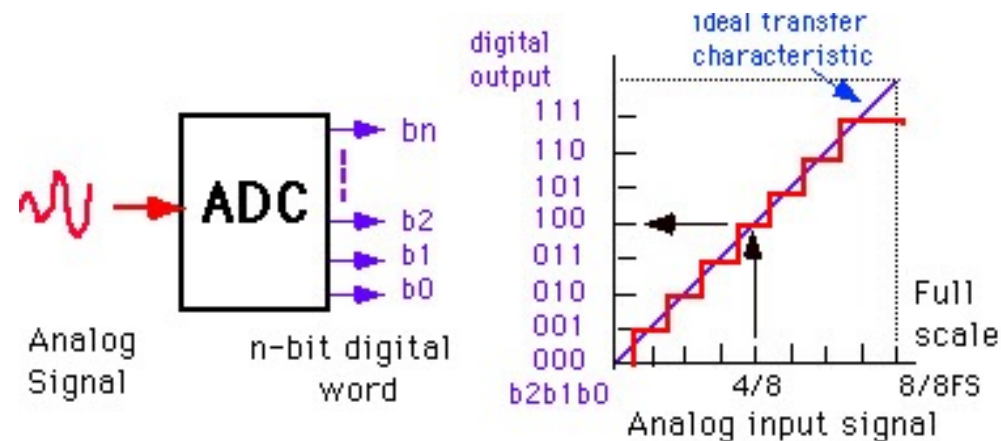 ADC
bn
b2
b1
b0
Analog
Signal
n-bit digital
word
digital
output
ideal transfer
characteristic
111
110
101
100
011
010
001
000
b2b1b0
4/8
8/8FS
Full
scale
Analog input signal